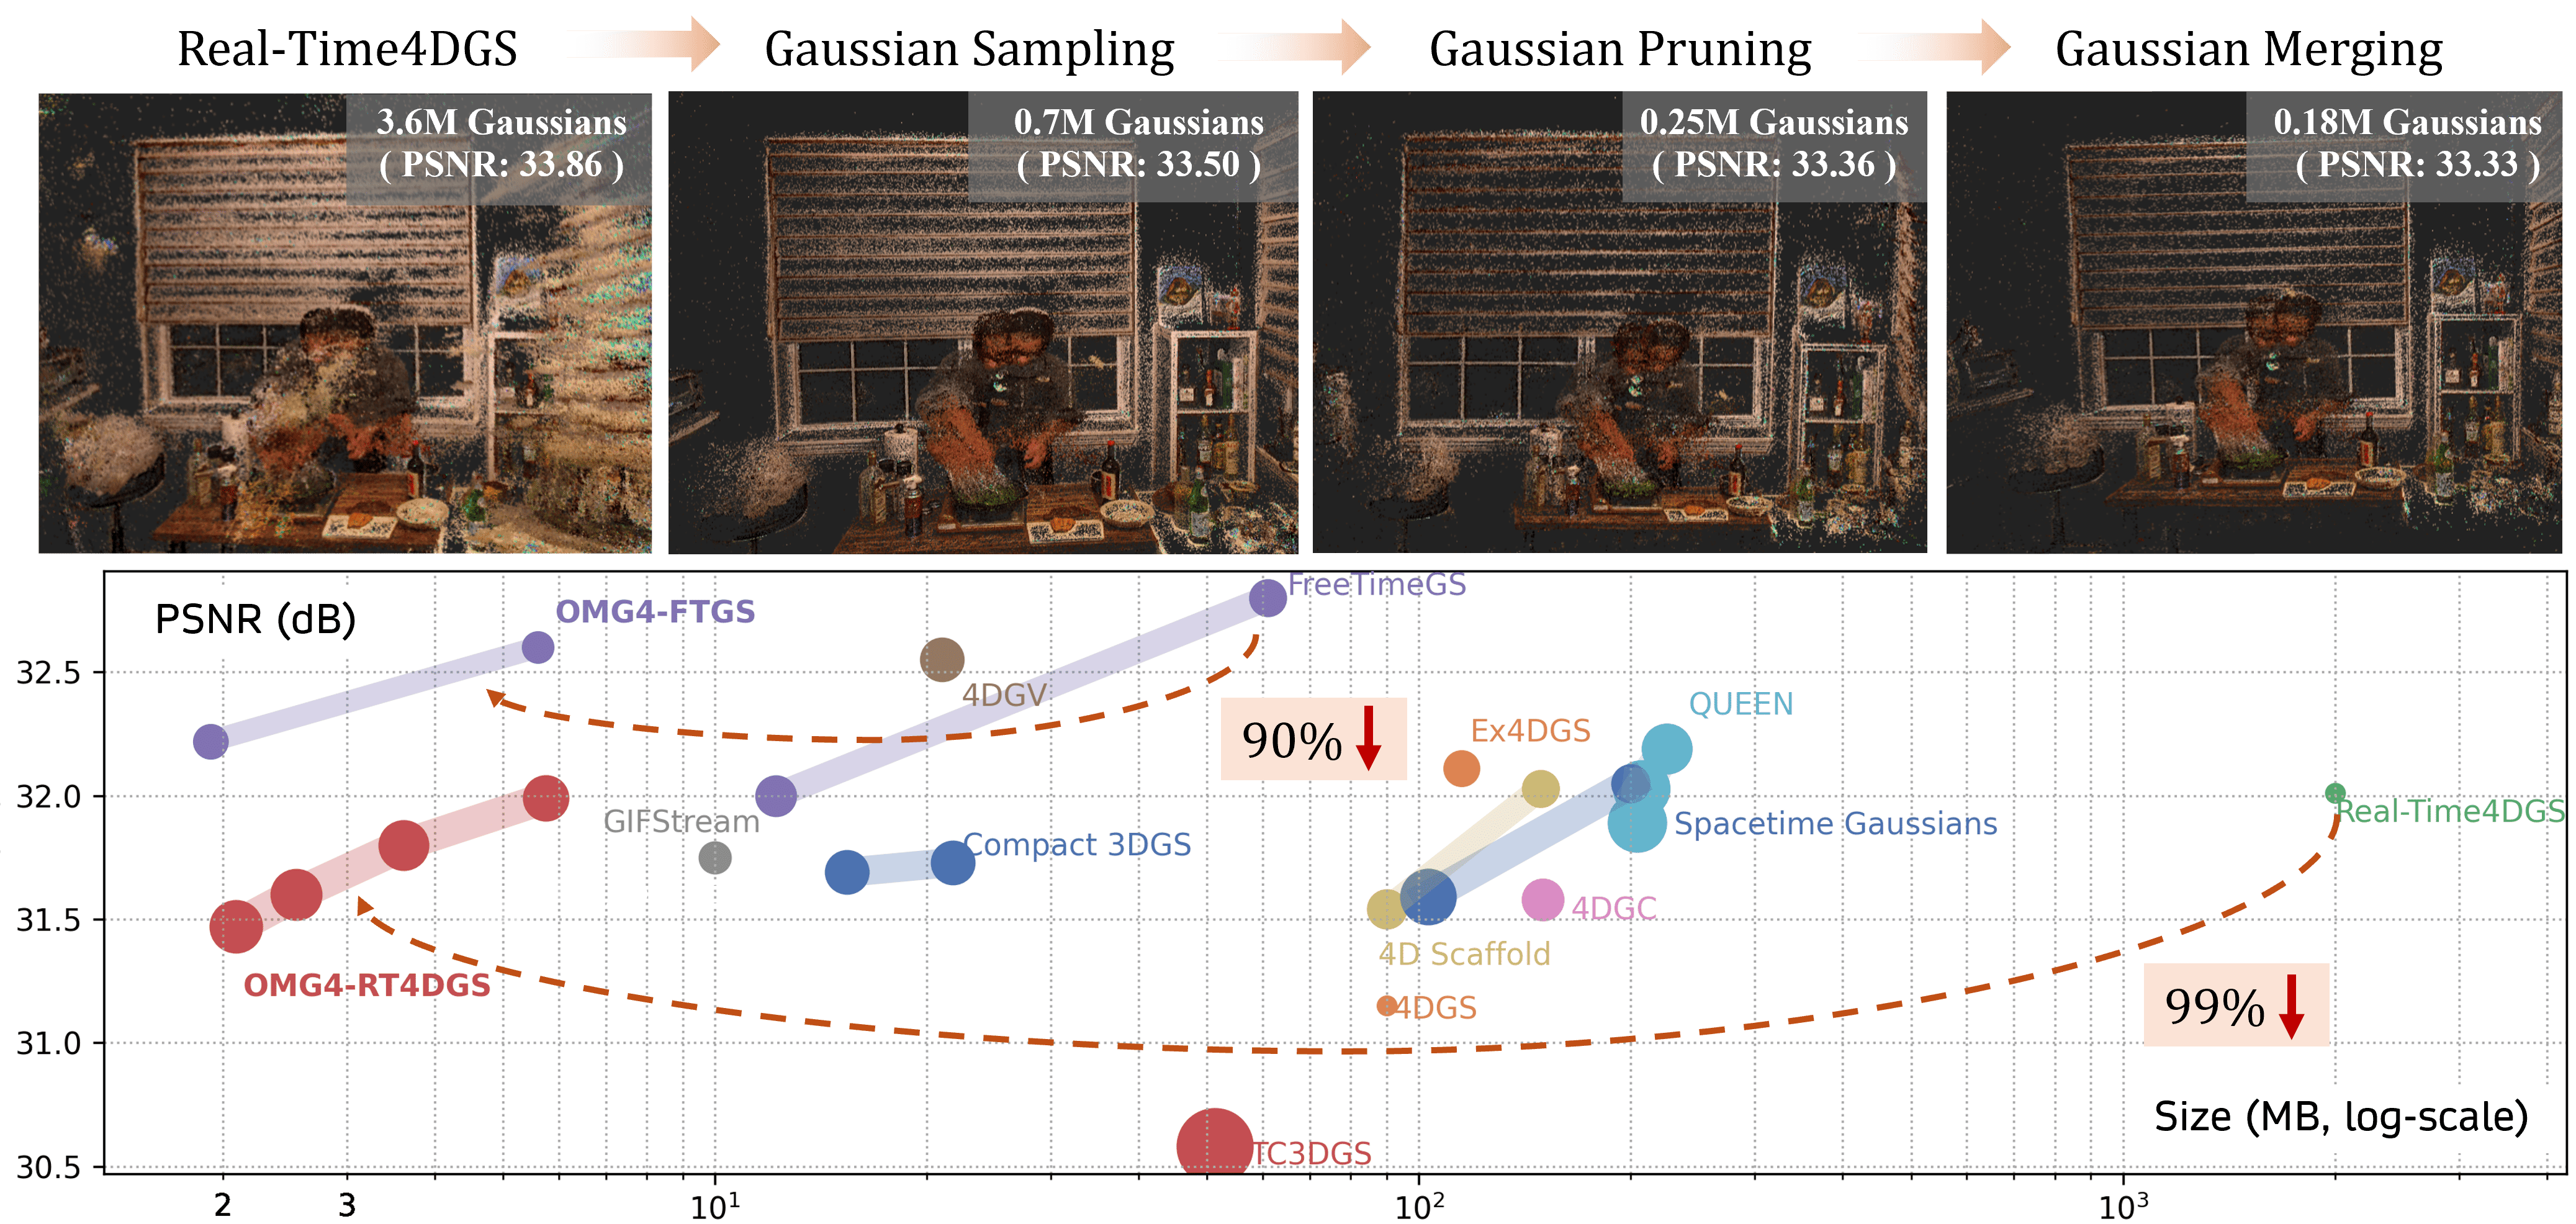 Real-Time4DGS
Gaussian Sampling
Gaussian Pruning
Gaussian Merging
3.6M Gaussians
( PSNR: 33.86 )
0.7M Gaussians
( PSNR: 33.50 )
0.25M Gaussians
( PSNR: 33.36 )
0.18M Gaussians
( PSNR: 33.33 )
PSNR (dB)
OMG4-FTGS
FreeTimeGS
4DGV
90%
QUEEN
Ex4DGS
GIFStream
Compact 3DGS
Spacetime Gaussians
Real-Time4DGS
4DGC
4D Scaffold
OMG4-RT4DGS
4DGS
99%
TC3DGS
Size (MB, log-scale)
32.5
32.0
31.5
31.0
30.5
2
3
10¹
10²
10³